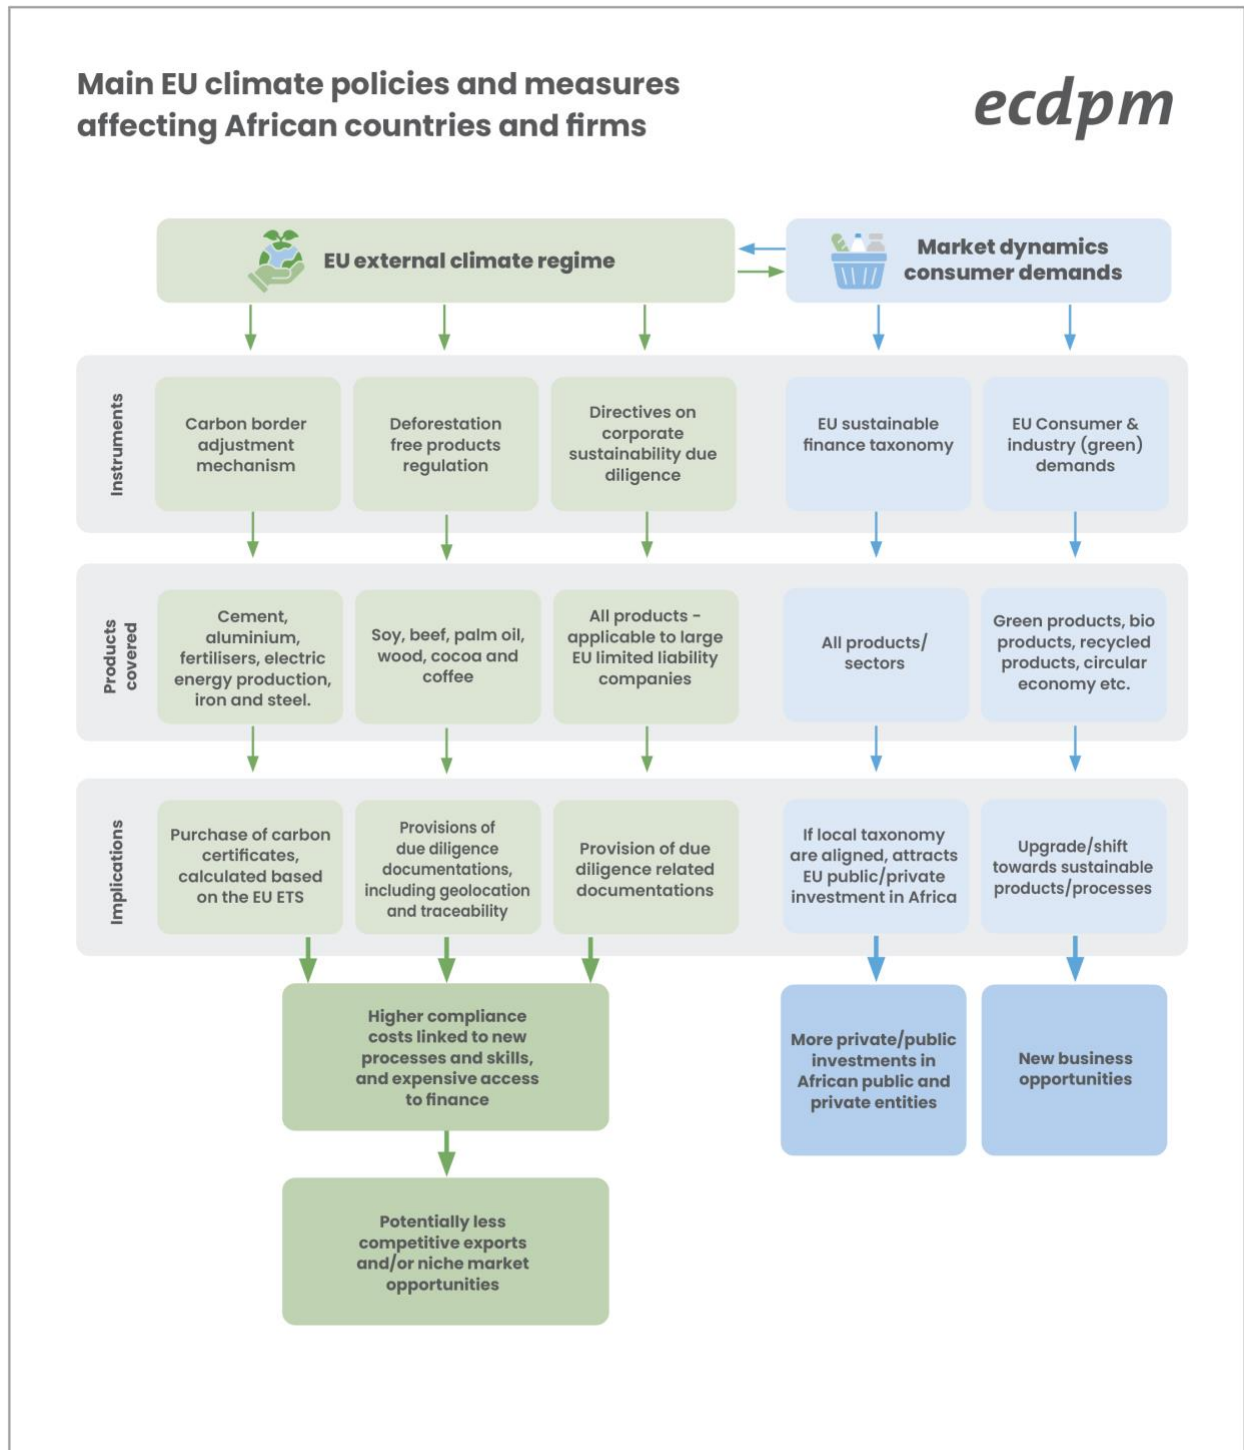 Main EU climate policies and measures
affecting African countries and firms
ecdpm
EU external climate regime
Market dynamics
consumer demands
Instruments
Carbon border
adjustment
mechanism
Deforestation
free products
regulation
Directives on
corporate
sustainability due
diligence
EU sustainable
finance taxonomy
EU Consumer &
industry (green)
demands
Products
covered
Cement,
aluminium,
fertilisers, electric
energy production,
iron and steel.
Soy, beef, palm oil,
wood, cocoa and
coffee
All products -
applicable to large
EU limited liability
companies
All products/
sectors
Green products, bio
products, recycled
products, circular
economy etc.
Implications
Purchase of carbon
certificates,
calculated based
on the EU ETS
Provisions of
due diligence
documentations,
including geolocation
and traceability
Provision of due
diligence related
documentations
If local taxonomy
are aligned, attracts
EU public/private
investment in Africa
Upgrade/shift
towards sustainable
products/processes
Higher compliance
costs linked to new
processes and skills,
and expensive access
to finance
More private/public
investments in
African public and
private entities
New business
opportunities
Potentially less
competitive exports
and/or niche market
opportunities